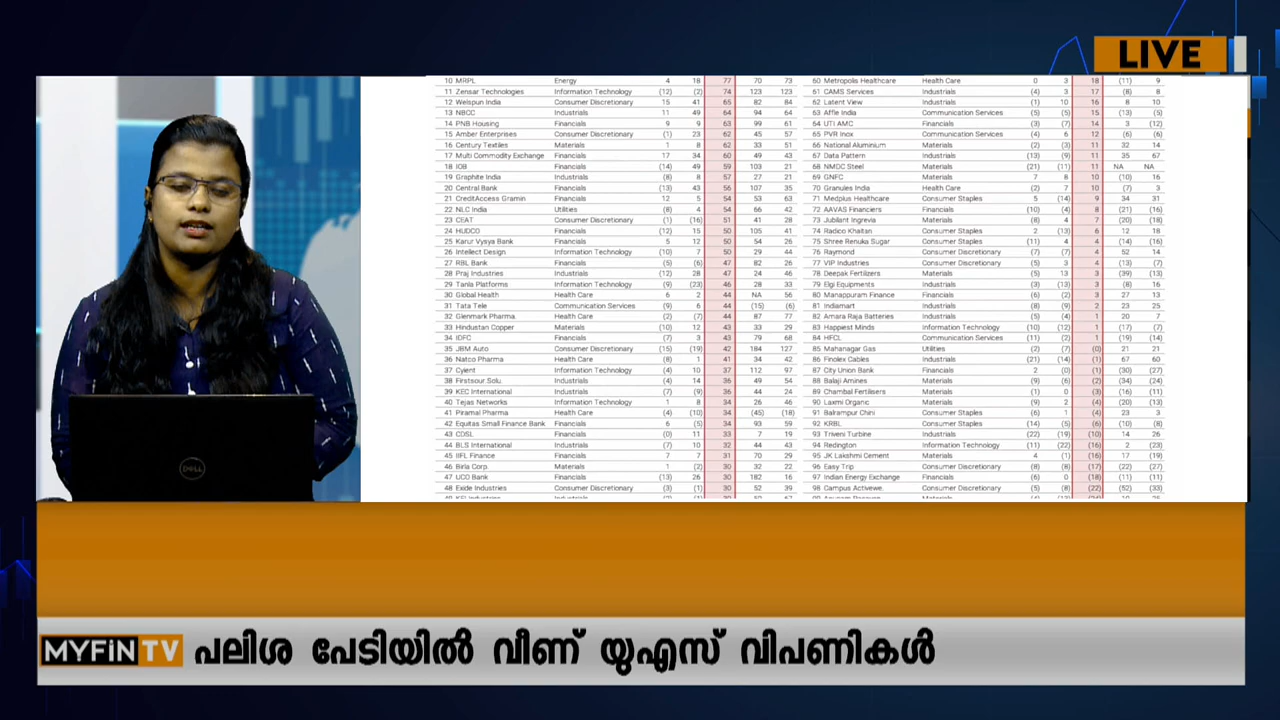 LIVE
10 MRPL Energy 4 18 77 70 73
11 Zensar Technologies Information Technology (12) (2) 74 123 123
12 Welspun India Consumer Discretionary 15 41 65 82 84
13 NBCC Industrials 11 49 64 94 64
14 PNB Housing Financials 9 9 63 99 61
15 Amber Enterprises Consumer Discretionary (1) 23 62 45 57
16 Century Textiles Materials 1 8 62 33 51
17 Multi Commodity Exchange Financials 17 34 60 49 43
18 IOB Financials (14) 49 59 103 21
19 Graphite India Industrials (8) 8 57 27 21
20 Central Bank Financials (13) 43 56 107 35
21 CreditAccess Gramin Financials 12 5 54 53 63
22 NLC India Utilities (8) 4 54 66 42
23 CEAT Consumer Discretionary (1) (16) 51 41 28
24 HUDCO Financials (12) 15 50 105 41
25 Karur Vysya Bank Financials 5 12 50 54 26
26 Intellect Design Information Technology (10) 7 50 29 44
27 RBL Bank Financials (5) (6) 47 82 26
28 Praj Industries Industrials (12) 28 47 24 46
29 Tanla Platforms Information Technology (9) (23) 46 28 33
30 Global Health Health Care 6 2 44 NA 56
31 Tata Tele Communication Services (9) 6 44 (15) (6)
32 Glenmark Pharma. Health Care (2) (7) 44 87 77
33 Hindustan Copper Materials (10) 12 43 33 29
34 IDFC Financials (7) 3 43 79 68
35 JBM Auto Consumer Discretionary (15) (19) 42 184 127
36 Natco Pharma Health Care (8) 1 41 34 42
37 Cyient Information Technology (4) 10 37 112 97
38 Firstsour.Solu. Industrials (4) 14 36 49 54
39 KEC International Industrials (7) (9) 36 44 24
40 Tejas Networks Information Technology 1 8 34 26 46
41 Piramal Pharma Health Care (4) (10) 34 (45) (18)
42 Equitas Small Finance Bank Financials 6 (5) 34 93 59
43 CDSL Financials (0) 11 33 7 19
44 BLS International Industrials (7) 10 32 44 43
45 IIFL Finance Financials 7 7 31 70 29
46 Birla Corp. Materials 1 (2) 30 32 22
47 UCO Bank Financials (13) 26 30 182 16
48 Exide Industries Consumer Discretionary (3) (1) 30 52 39
60 Metropolis Healthcare Health Care 0 3 18 (11) 9
61 CAMS Services Industrials (4) 3 17 (8) 8
62 Latent View Industrials (1) 10 16 8 10
63 Affle India Communication Services (5) (5) 15 (13) (5)
64 UTI AMC Financials (3) (7) 14 3 (12)
65 PVR Inox Communication Services (4) 6 12 (6) (6)
66 National Aluminium Materials (2) (3) 11 32 14
67 Data Pattern Industrials (13) (9) 11 35 67
68 NMDC Steel Materials (21) (11) 11 NA NA
69 GNFC Materials 7 8 10 (10) 16
70 Granules India Health Care (2) 7 10 (7) 3
71 Medplus Healthcare Consumer Staples 5 (14) 9 34 31
72 AAVAS Financiers Financials (10) (4) 8 (21) (16)
73 Jubilant Ingrevia Materials (8) 4 7 (20) (18)
74 Radico Khaitan Consumer Staples 2 (13) 6 12 18
75 Shree Renuka Sugar Consumer Staples (11) 4 4 (14) (16)
76 Raymond Consumer Discretionary (7) (7) 4 52 14
77 VIP Industries Consumer Discretionary (5) 3 4 (13) (7)
78 Deepak Fertilizers Materials (5) 13 3 (39) (13)
79 Elgi Equipments Industrials (3) (13) 3 (8) 16
80 Manappuram Finance Financials (6) (2) 3 27 13
81 Indiamart Industrials (8) (9) 2 23 25
82 Amara Raja Batteries Industrials (5) (4) 1 20 7
83 Happiest Minds Information Technology (10) (12) 1 (17) (7)
84 HFCL Communication Services (11) (2) 1 (19) (14)
85 Mahanagar Gas Utilities (2) (7) (0) 21 21
86 Finolex Cables Industrials (21) (14) (1) 67 60
87 City Union Bank Financials 2 (0) (1) (30) (27)
88 Balaji Amines Materials (9) (6) (2) (34) (24)
89 Chambal Fertilisers Materials (1) 0 (3) (16) (11)
90 Laxmi Organic Materials (9) 2 (4) (20) (13)
91 Balrampur Chini Consumer Staples (6) 1 (4) 23 3
92 KRBL Consumer Staples (14) (5) (6) (10) (8)
93 Triveni Turbine Industrials (22) (19) (10) 14 26
94 Redington Information Technology (11) (22) (16) 2 (23)
95 JK Lakshmi Cement Materials 4 (1) (16) 17 (19)
96 Easy Trip Consumer Discretionary (8) (8) (17) (22) (27)
97 Indian Energy Exchange Financials (6) 0 (18) (11) (11)
98 Campus Activewe. Consumer Discretionary (5) (8) (22) (52) (33)
DELL
MYFiN TV പലിശ പേടിയിൽ വീണ് യുഎസ് വിപണികൾ